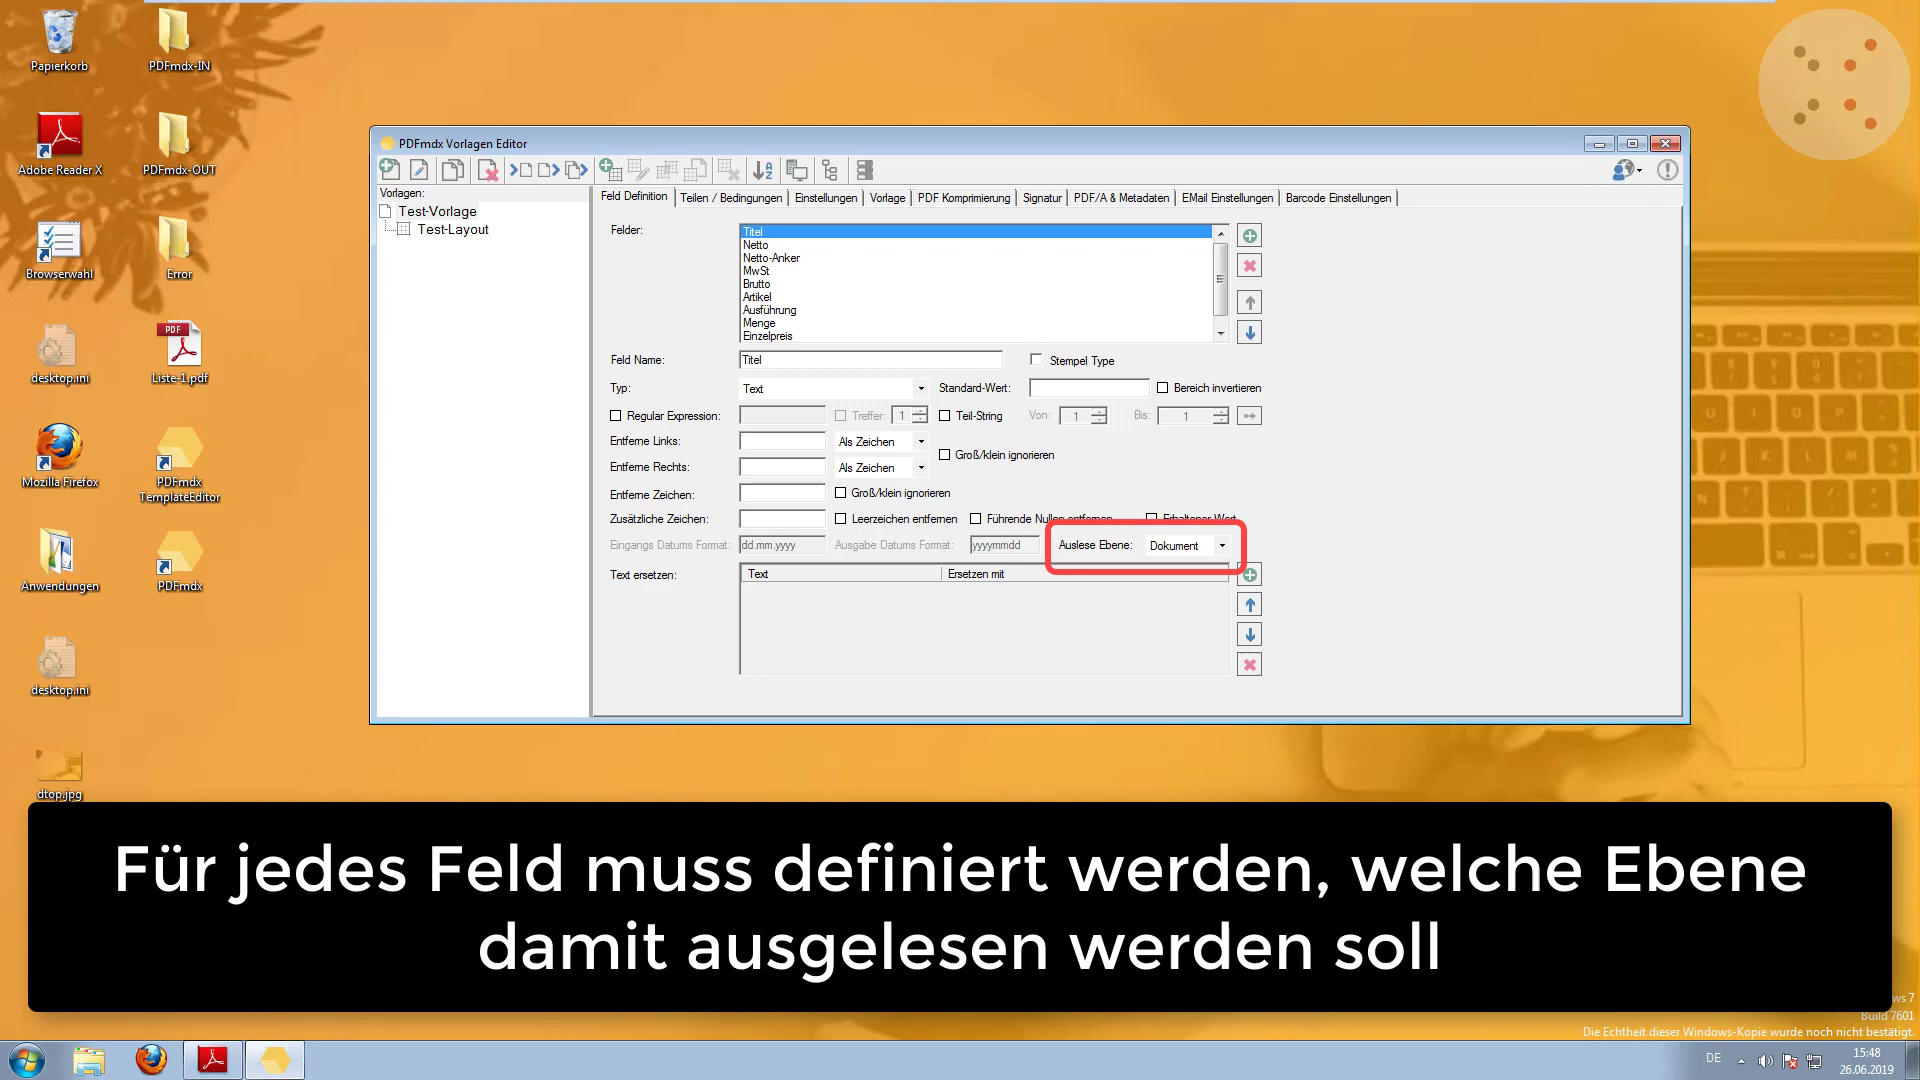 Papierkorb
PDFmdx-IN
Adobe Reader X
PDFmdx-OUT
Browserwahl
Error
desktop.ini
PDF
Liste-1.pdf
Mozilla Firefox
PDFmdx
TemplateEditor
Anwendungen
PDFmdx
desktop.ini
dtop.jpg
PDFmdx Vorlagen Editor
Vorlagen:
Test-Vorlage
Test-Layout
Feld Definition Teilen / Bedingungen Einstellungen Vorlage PDF Komprimierung Signatur PDF/A & Metadaten EMail Einstellungen Barcode Einstellungen
Felder:
Titel
Netto
Netto-Anker
MwSt
Brutto
Artikel
Ausführung
Menge
Einzelpreis
Feld Name: Titel Stempel Type
Typ: Text Standard-Wert: Bereich invertieren
Regular Expression: Treffer: 1 Teil-String Von: 1 Bis: 1
Entferne Links: Als Zeichen
Groß/klein ignorieren
Entferne Rechts: Als Zeichen
Entferne Zeichen: Groß/klein ignorieren
Zusätzliche Zeichen: Leerzeichen entfernen Führende Nullen entfernen Erhaltener Wert
Eingangs Datums Format: dd.mm.yyyy Ausgabe Datums Format: yyyymmdd Auslese Ebene: Dokument
Text ersetzen: Text Ersetzen mit
Für jedes Feld muss definiert werden, welche Ebene
damit ausgelesen werden soll
ws 7
Build 7601
Die Echtheit dieser Windows-Kopie wurde noch nicht bestätigt.
DE
15:48
26.06.2019